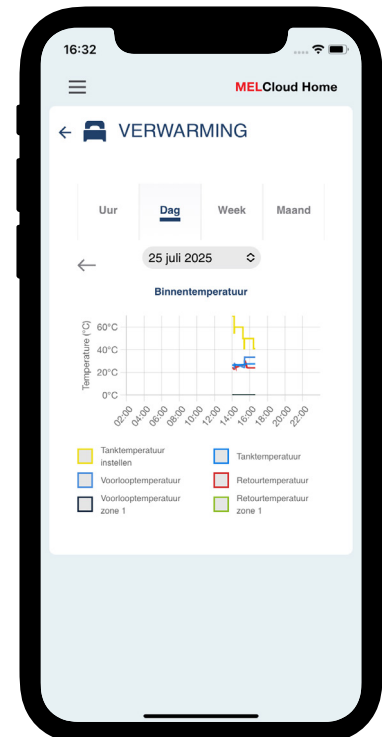 16:32
MELCloud Home
VERWARMING
Uur
Dag
Week
Maand
25 juli 2025
Binnentemperatuur
Temperature (°C)
60°C
40°C
20°C
0°C
02:00
04:00
06:00
08:00
10:00
12:00
14:00
16:00
18:00
20:00
22:00
Tanktemperatuur
instellen
Tanktemperatuur
Voorlooptemperatuur
Retourtemperatuur
Voorlooptemperatuur
zone 1
Retourtemperatuur
zone 1